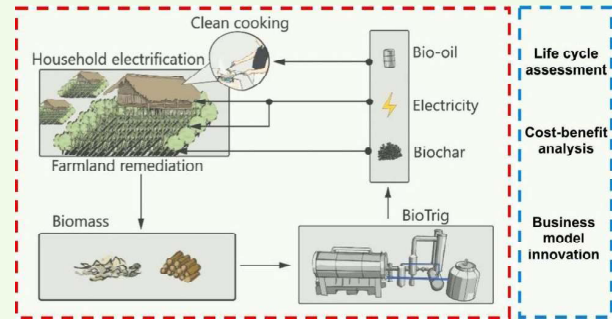 Clean cooking
Household electrification
Bio-oil
Electricity
Biochar
Farmland remediation
Biomass
BioTrig
Life cycle
assessment
Cost-benefit
analysis
Business
model
innovation